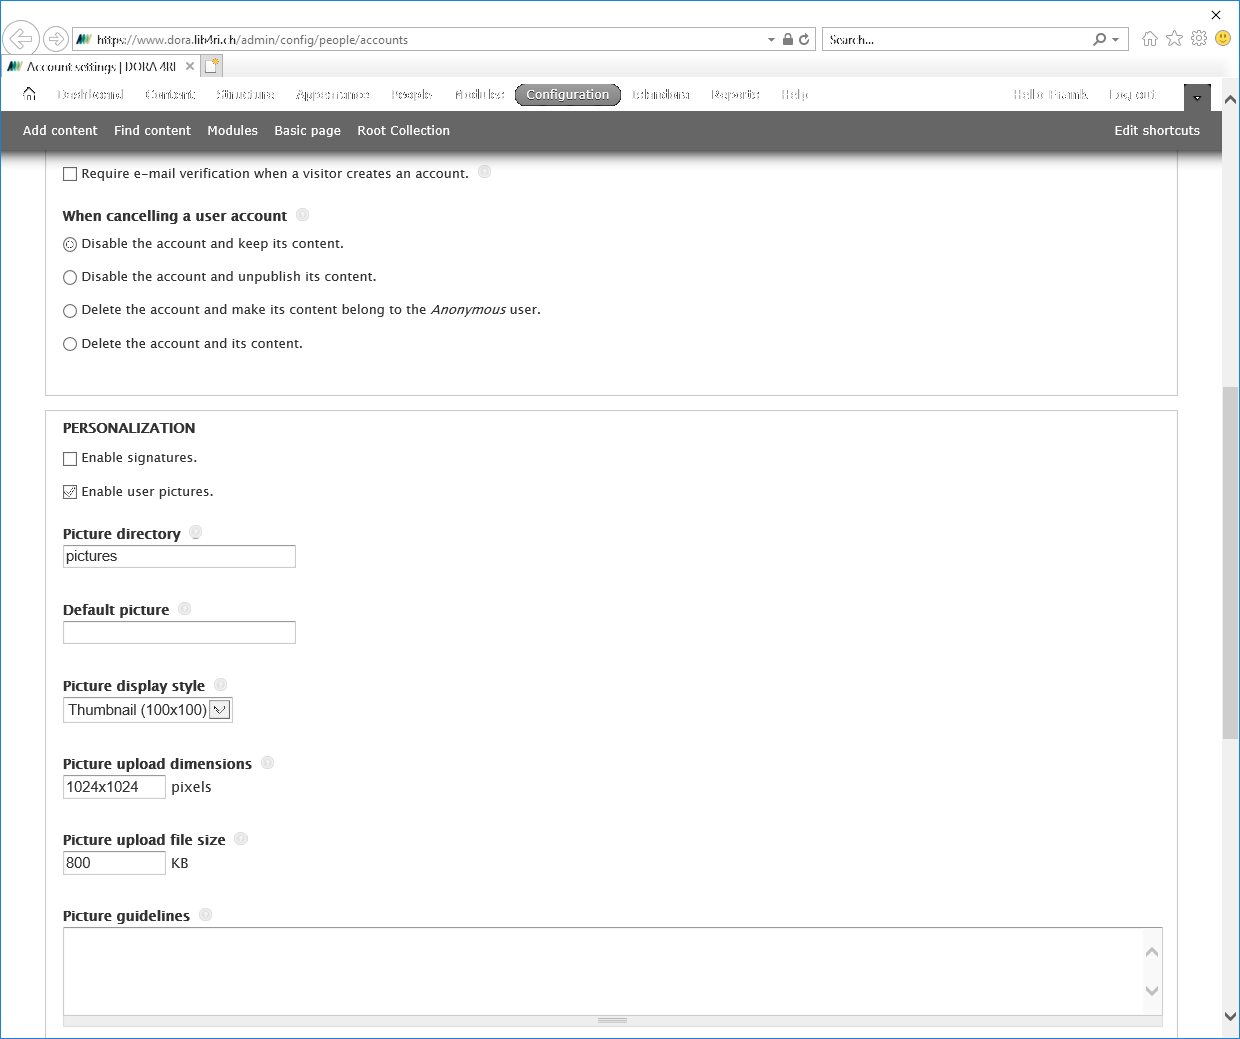 https://www.dora.lib4ri.ch/admin/config/people/accounts
Search...
Account settings | DORA 4RI
Dashboard Content Structure Appearance People Modules Configuration Islandora Reports Help Hello Frank Log out
Add content Find content Modules Basic page Root Collection Edit shortcuts
Require e-mail verification when a visitor creates an account.
When cancelling a user account
Disable the account and keep its content.
Disable the account and unpublish its content.
Delete the account and make its content belong to the Anonymous user.
Delete the account and its content.
PERSONALIZATION
Enable signatures.
Enable user pictures.
Picture directory
pictures
Default picture
Picture display style
Thumbnail (100x100)
Picture upload dimensions
1024x1024 pixels
Picture upload file size
800 KB
Picture guidelines